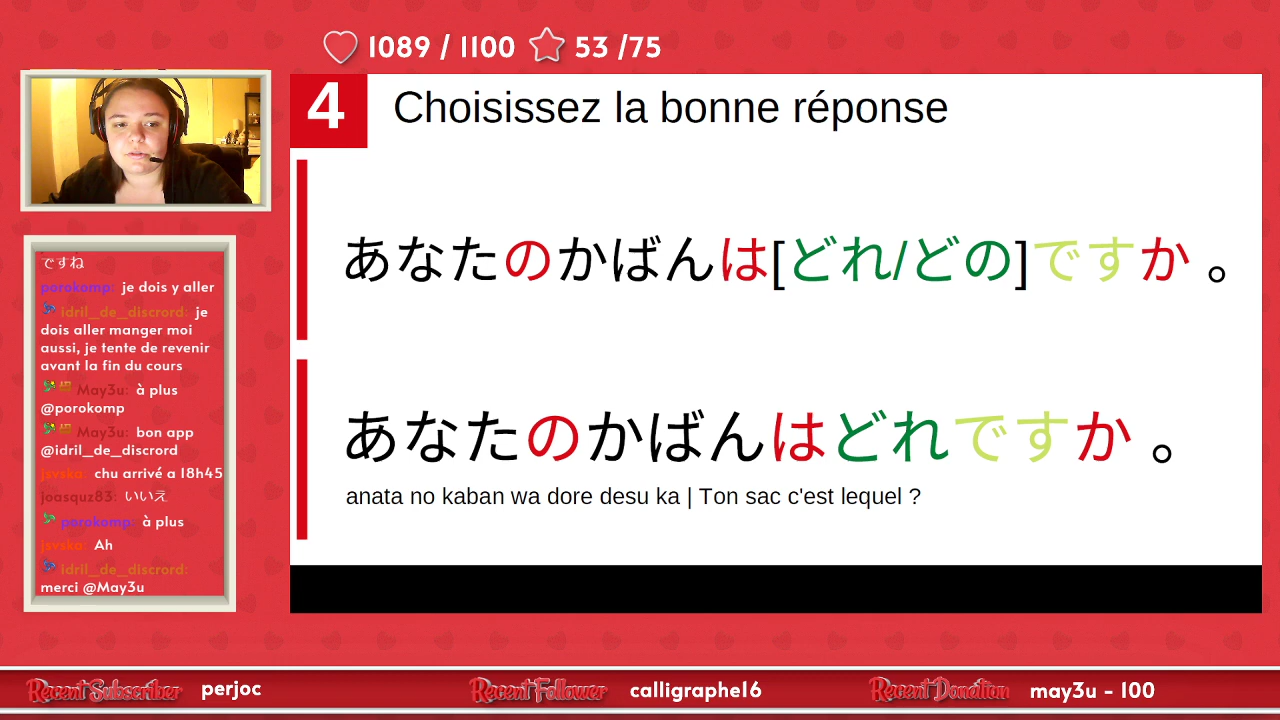 1089 / 1100 53 /75
4 Choisissez la bonne réponse
あなたのかばんは[どれ/どの]ですか 。
あなたのかばんはどれですか 。
anata no kaban wa dore desu ka | Ton sac c'est lequel ?
ですね
porokomp: je dois y aller
idril_de_discrord: je
dois aller manger moi
aussi, je tente de revenir
avant la fin du cours
May3u: à plus
@porokomp
May3u: bon app
@idril_de_discrord
jsvska: chu arrivé a 18h45
joasquz83: いいえ
porokomp: à plus
jsvska: Ah
idril_de_discrord:
merci @May3u
Recent Subscriber perjoc Recent Follower calligraphe16 Recent Donation may3u - 100